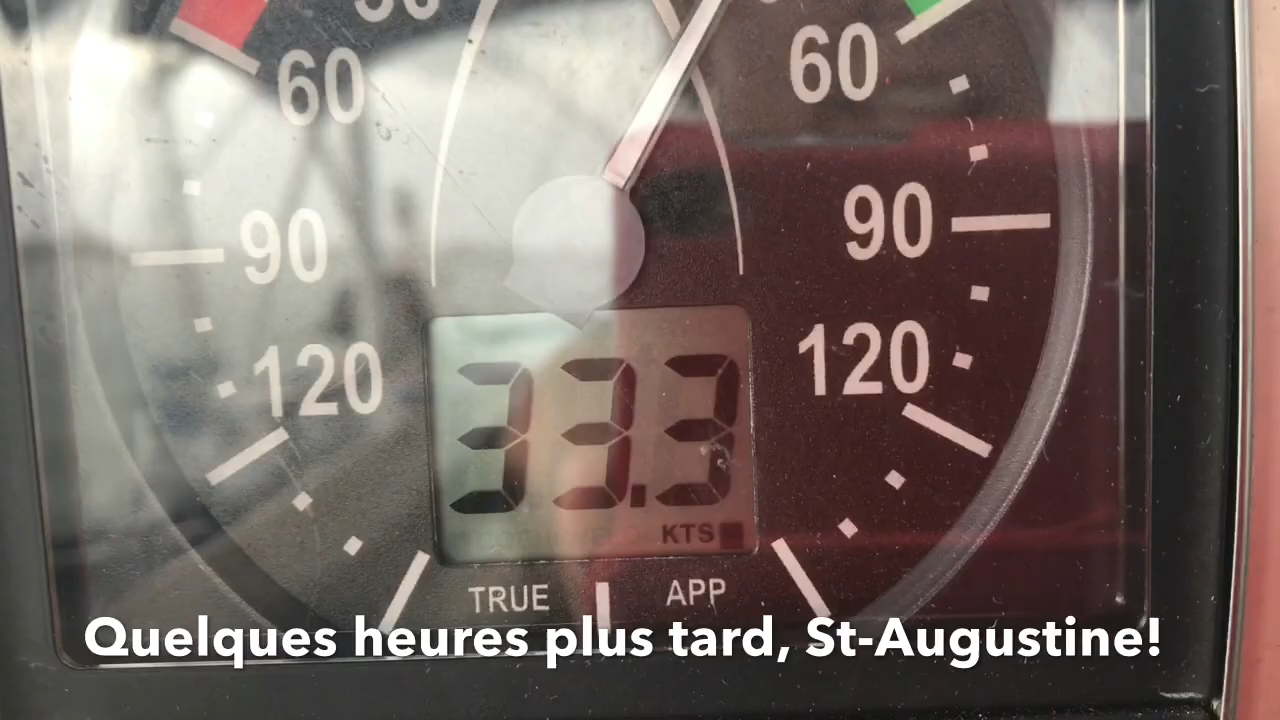 60 60
90 90
120 120
33.3
KTS
TRUE APP
Quelques heures plus tard, St-Augustine!